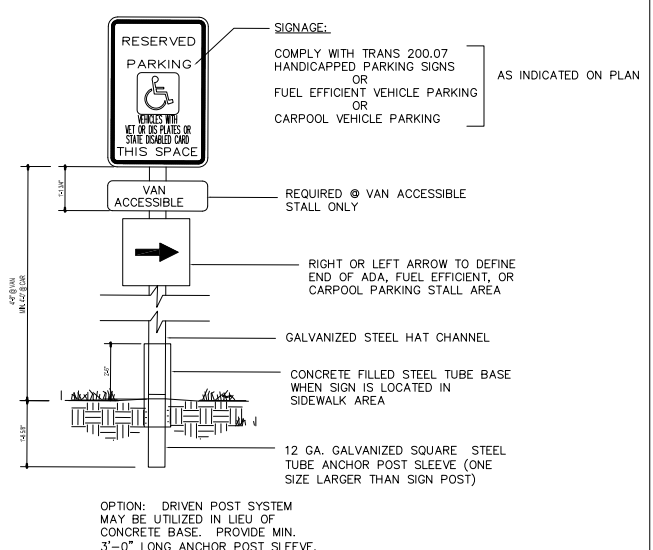 RESERVED
PARKING
VEHICLES WITH
VET OR DIS PLATES OR
STATE DISABLED CARD
THIS SPACE
VAN
ACCESSIBLE
SIGNAGE:
COMPLY WITH TRANS 200.07
HANDICAPPED PARKING SIGNS
OR
FUEL EFFICIENT VEHICLE PARKING
OR
CARPOOL VEHICLE PARKING
AS INDICATED ON PLAN
REQUIRED @ VAN ACCESSIBLE
STALL ONLY
RIGHT OR LEFT ARROW TO DEFINE
END OF ADA, FUEL EFFICIENT, OR
CARPOOL PARKING STALL AREA
GALVANIZED STEEL HAT CHANNEL
CONCRETE FILLED STEEL TUBE BASE
WHEN SIGN IS LOCATED IN
SIDEWALK AREA
12 GA. GALVANIZED SQUARE STEEL
TUBE ANCHOR POST SLEEVE (ONE
SIZE LARGER THAN SIGN POST)
OPTION: DRIVEN POST SYSTEM
MAY BE UTILIZED IN LIEU OF
CONCRETE BASE. PROVIDE MIN.
3'-0" LONG ANCHOR POST SLEEVE.